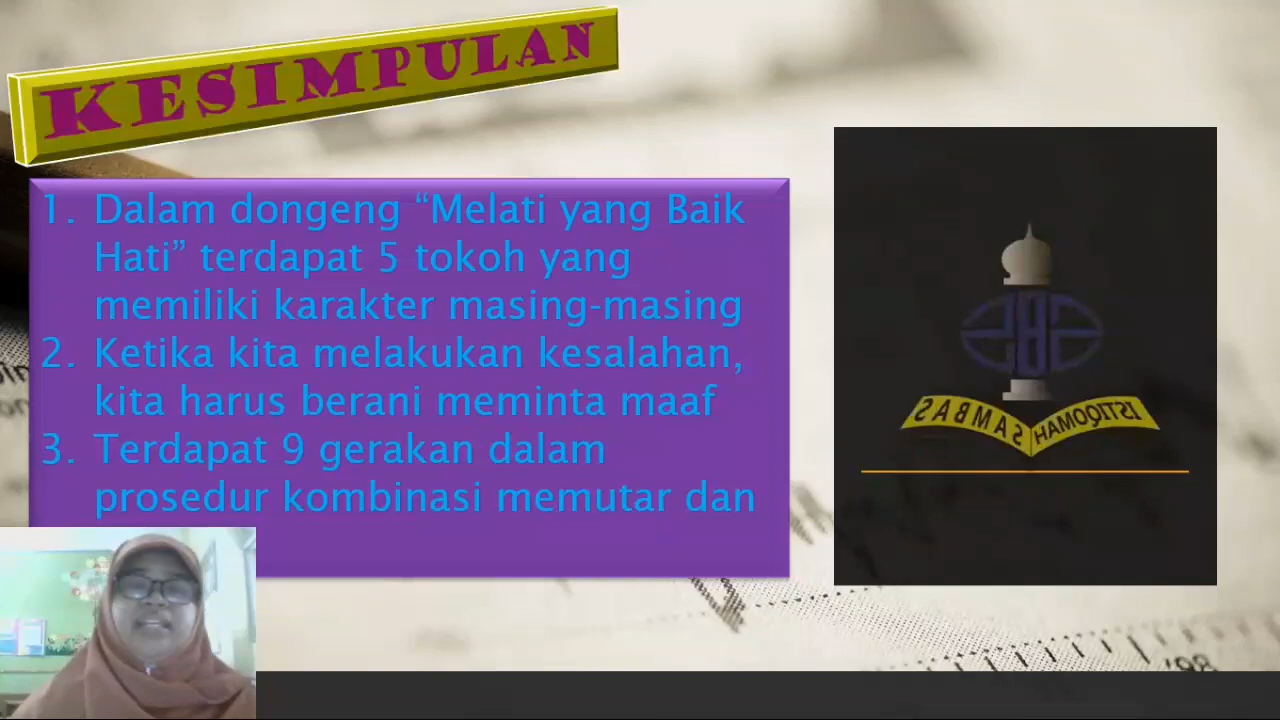 KESIMPULAN
1. Dalam dongeng “Melati yang Baik
Hati” terdapat 5 tokoh yang
memiliki karakter masing-masing
2. Ketika kita melakukan kesalahan,
kita harus berani meminta maaf
3. Terdapat 9 gerakan dalam
prosedur kombinasi memutar dan
ISTIQOMAH SAMBAS
'98